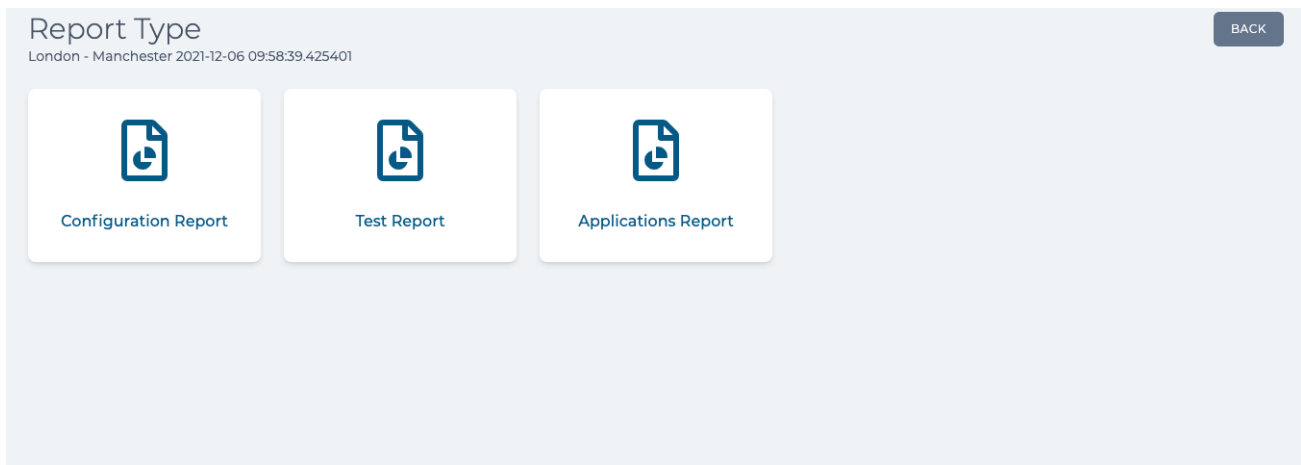 Report Type
BACK
London - Manchester 2021-12-06 09:58:39.425401
Configuration Report
Test Report
Applications Report